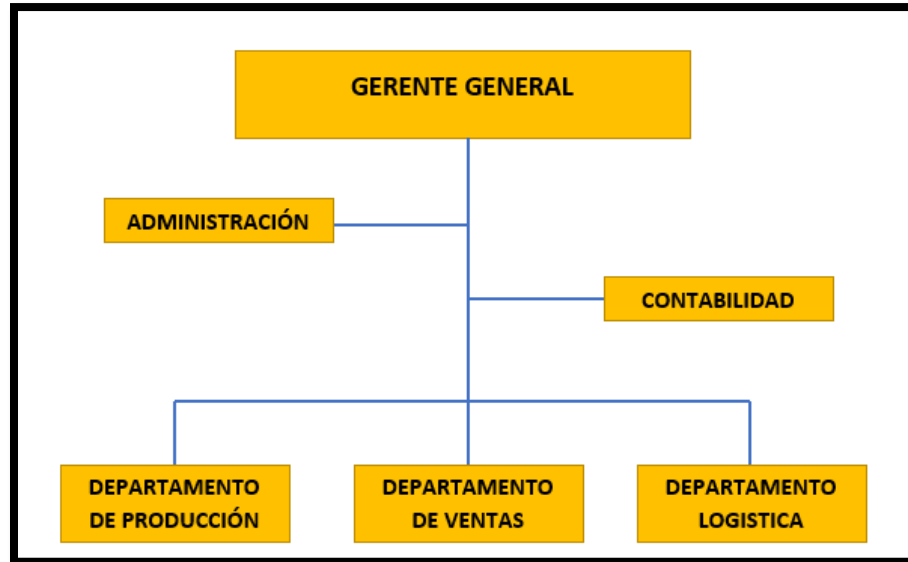 GERENTE GENERAL
ADMINISTRACIÓN
CONTABILIDAD
DEPARTAMENTO
DE PRODUCCIÓN
DEPARTAMENTO
DE VENTAS
DEPARTAMENTO
LOGISTICA